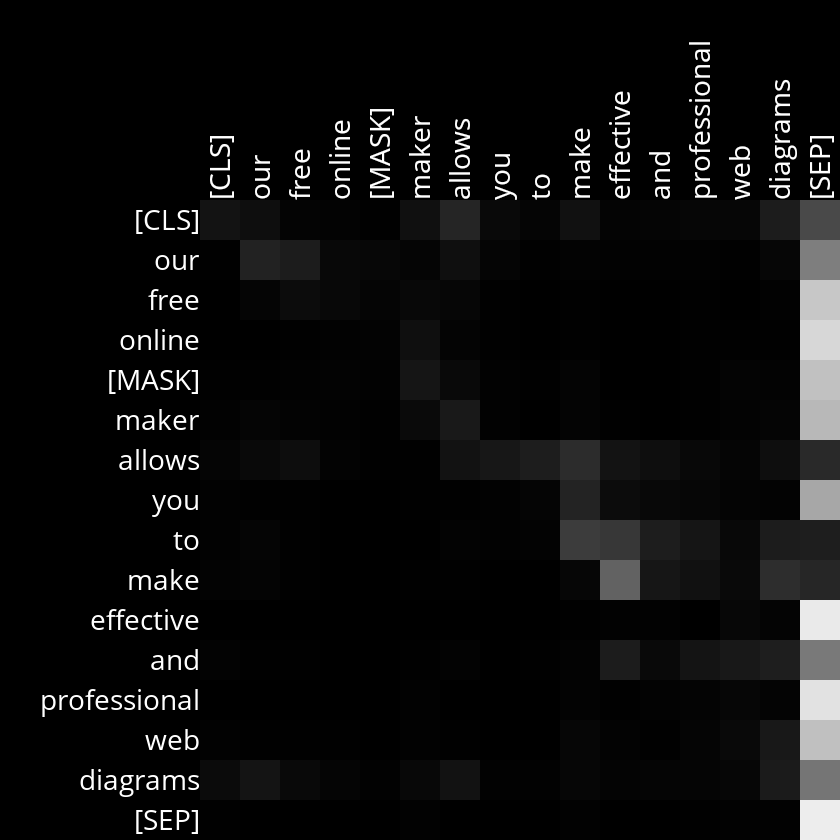 [CLS] our free online [MASK] maker allows you to make effective and professional web diagrams [SEP]
[CLS]
our
free
online
[MASK]
maker
allows
you
to
make
effective
and
professional
web
diagrams
[SEP]